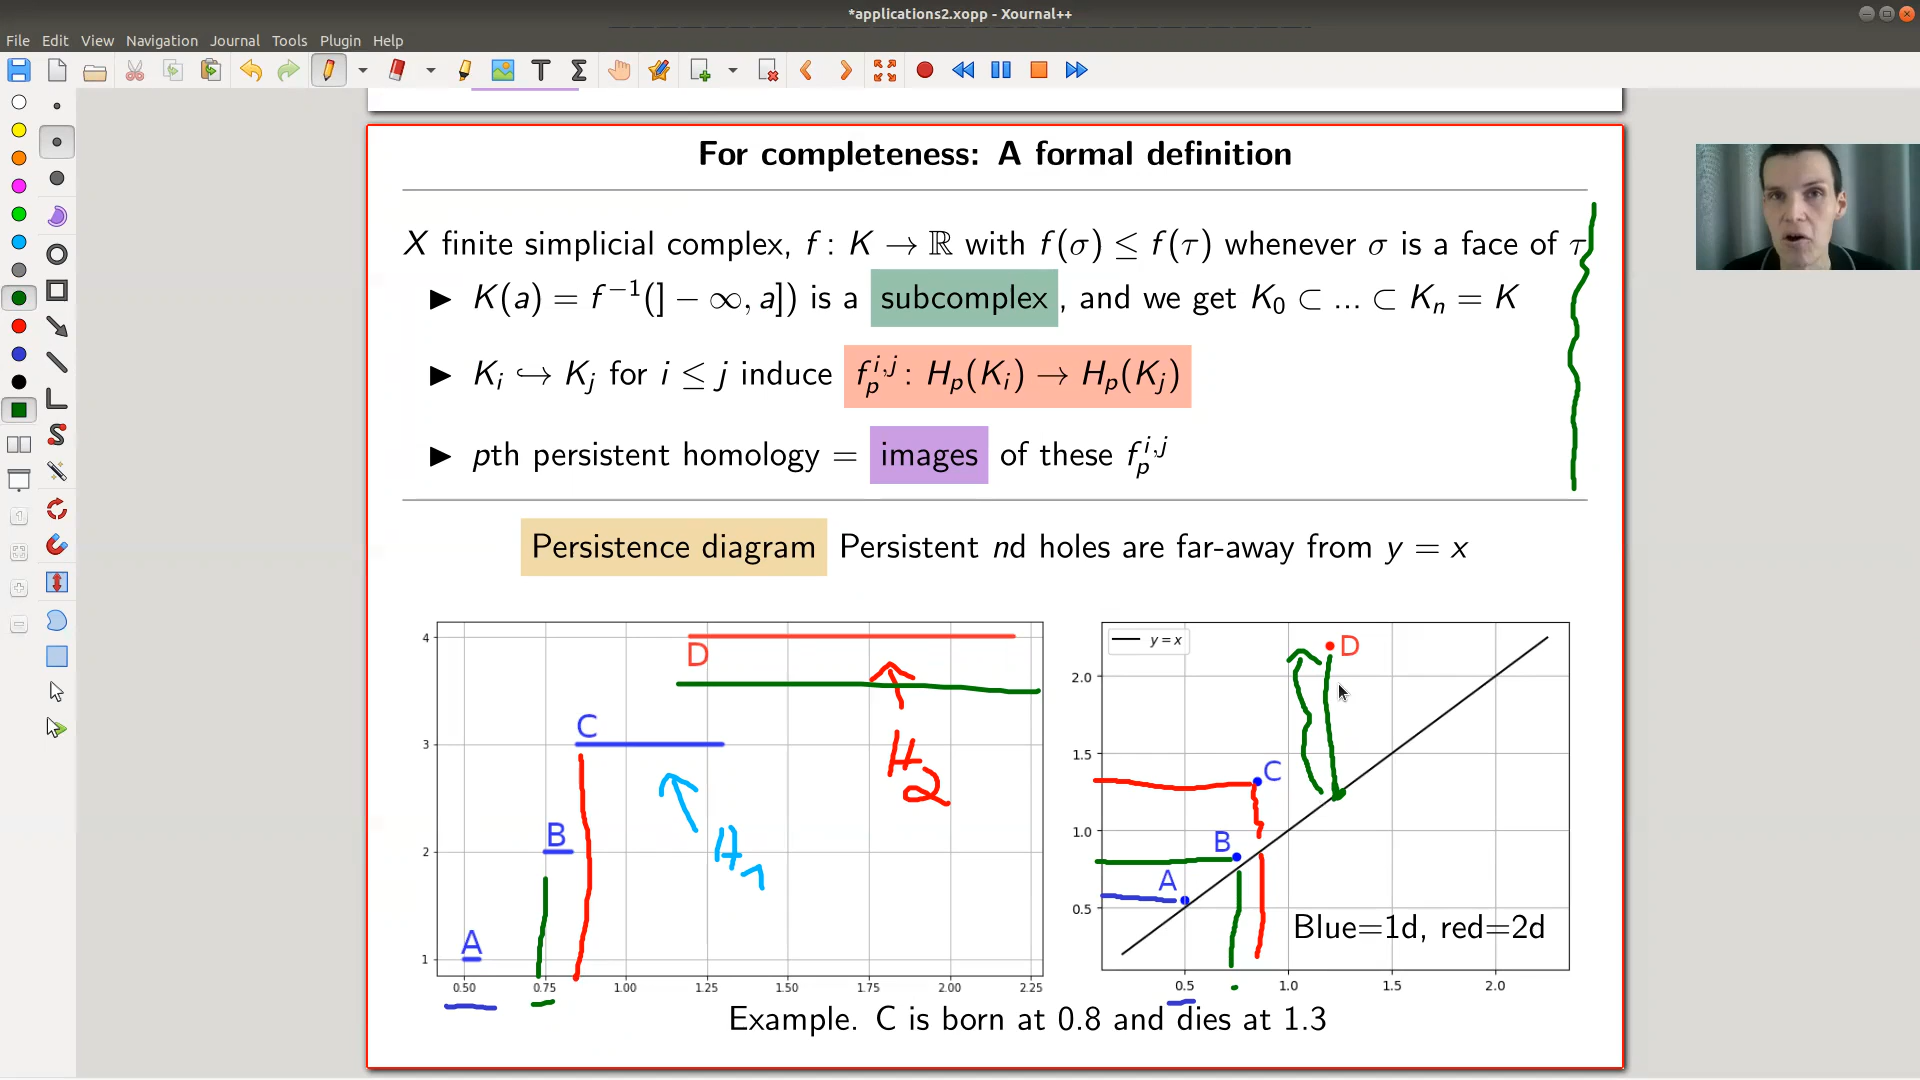 *applications2.xopp - Xournal++
File Edit View Navigation Journal Tools Plugin Help
For completeness: A formal definition
X finite simplicial complex, f : K → ℝ with f(σ) ≤ f(τ) whenever σ is a face of τ
▶ K(a) = f⁻¹(] − ∞, a]) is a subcomplex , and we get K₀ ⊂ ... ⊂ Kₙ = K
▶ Kᵢ ↪ Kⱼ for i ≤ j induce fₚ^{i,j} : Hₚ(Kᵢ) → Hₚ(Kⱼ)
▶ pth persistent homology = images of these fₚ^{i,j}
Persistence diagram Persistent nd holes are far-away from y = x
4
D
3
C
H₂
2
B
H₁
1
A
0.50 0.75 1.00 1.25 1.50 1.75 2.00 2.25
y = x
D
2.0
1.5
C
1.0
B
A
0.5
Blue=1d, red=2d
0.5 1.0 1.5 2.0
Example. C is born at 0.8 and dies at 1.3